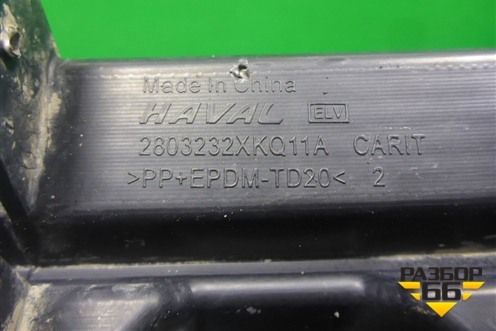 Made In China
HAVAL ELV
2803232XKQ11A CARIT
>PP+EPDM-TD20< 2
РАЗБОР
66